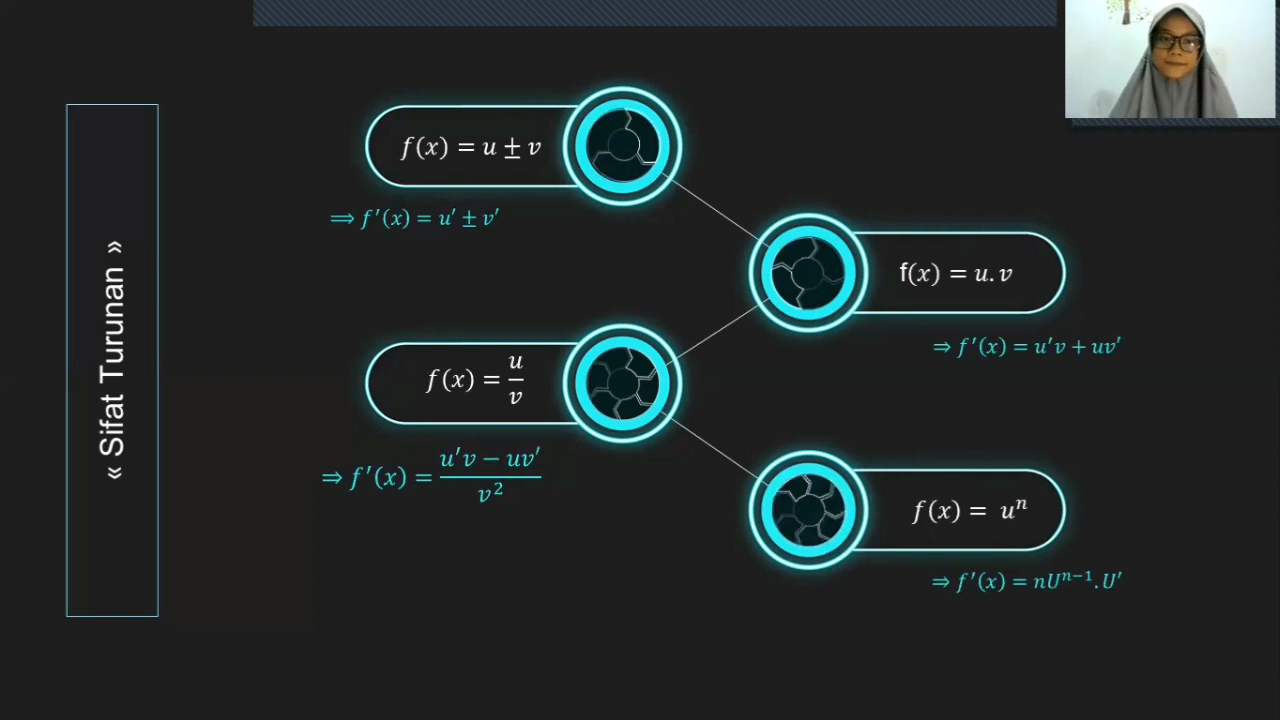 « Sifat Turunan »
f(x) = u ± v
⟹ f′(x) = u′ ± v′
f(x) = u.v
⇒ f′(x) = u′v + uv′
f(x) = u/v
⇒ f′(x) = (u′v − uv′)/v²
f(x) = uⁿ
⇒ f′(x) = nUⁿ⁻¹.U′